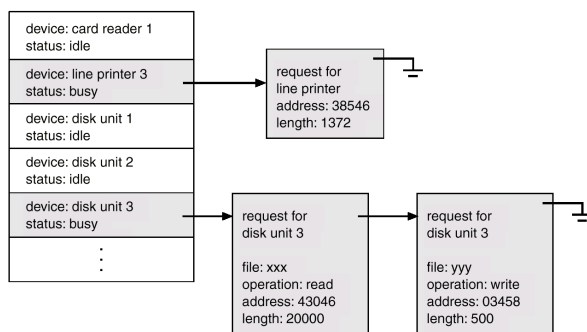 device: card reader 1
status: idle
device: line printer 3
status: busy
device: disk unit 1
status: idle
device: disk unit 2
status: idle
device: disk unit 3
status: busy
request for
line printer
address: 38546
length: 1372
request for
disk unit 3
file: xxx
operation: read
address: 43046
length: 20000
request for
disk unit 3
file: yyy
operation: write
address: 03458
length: 500